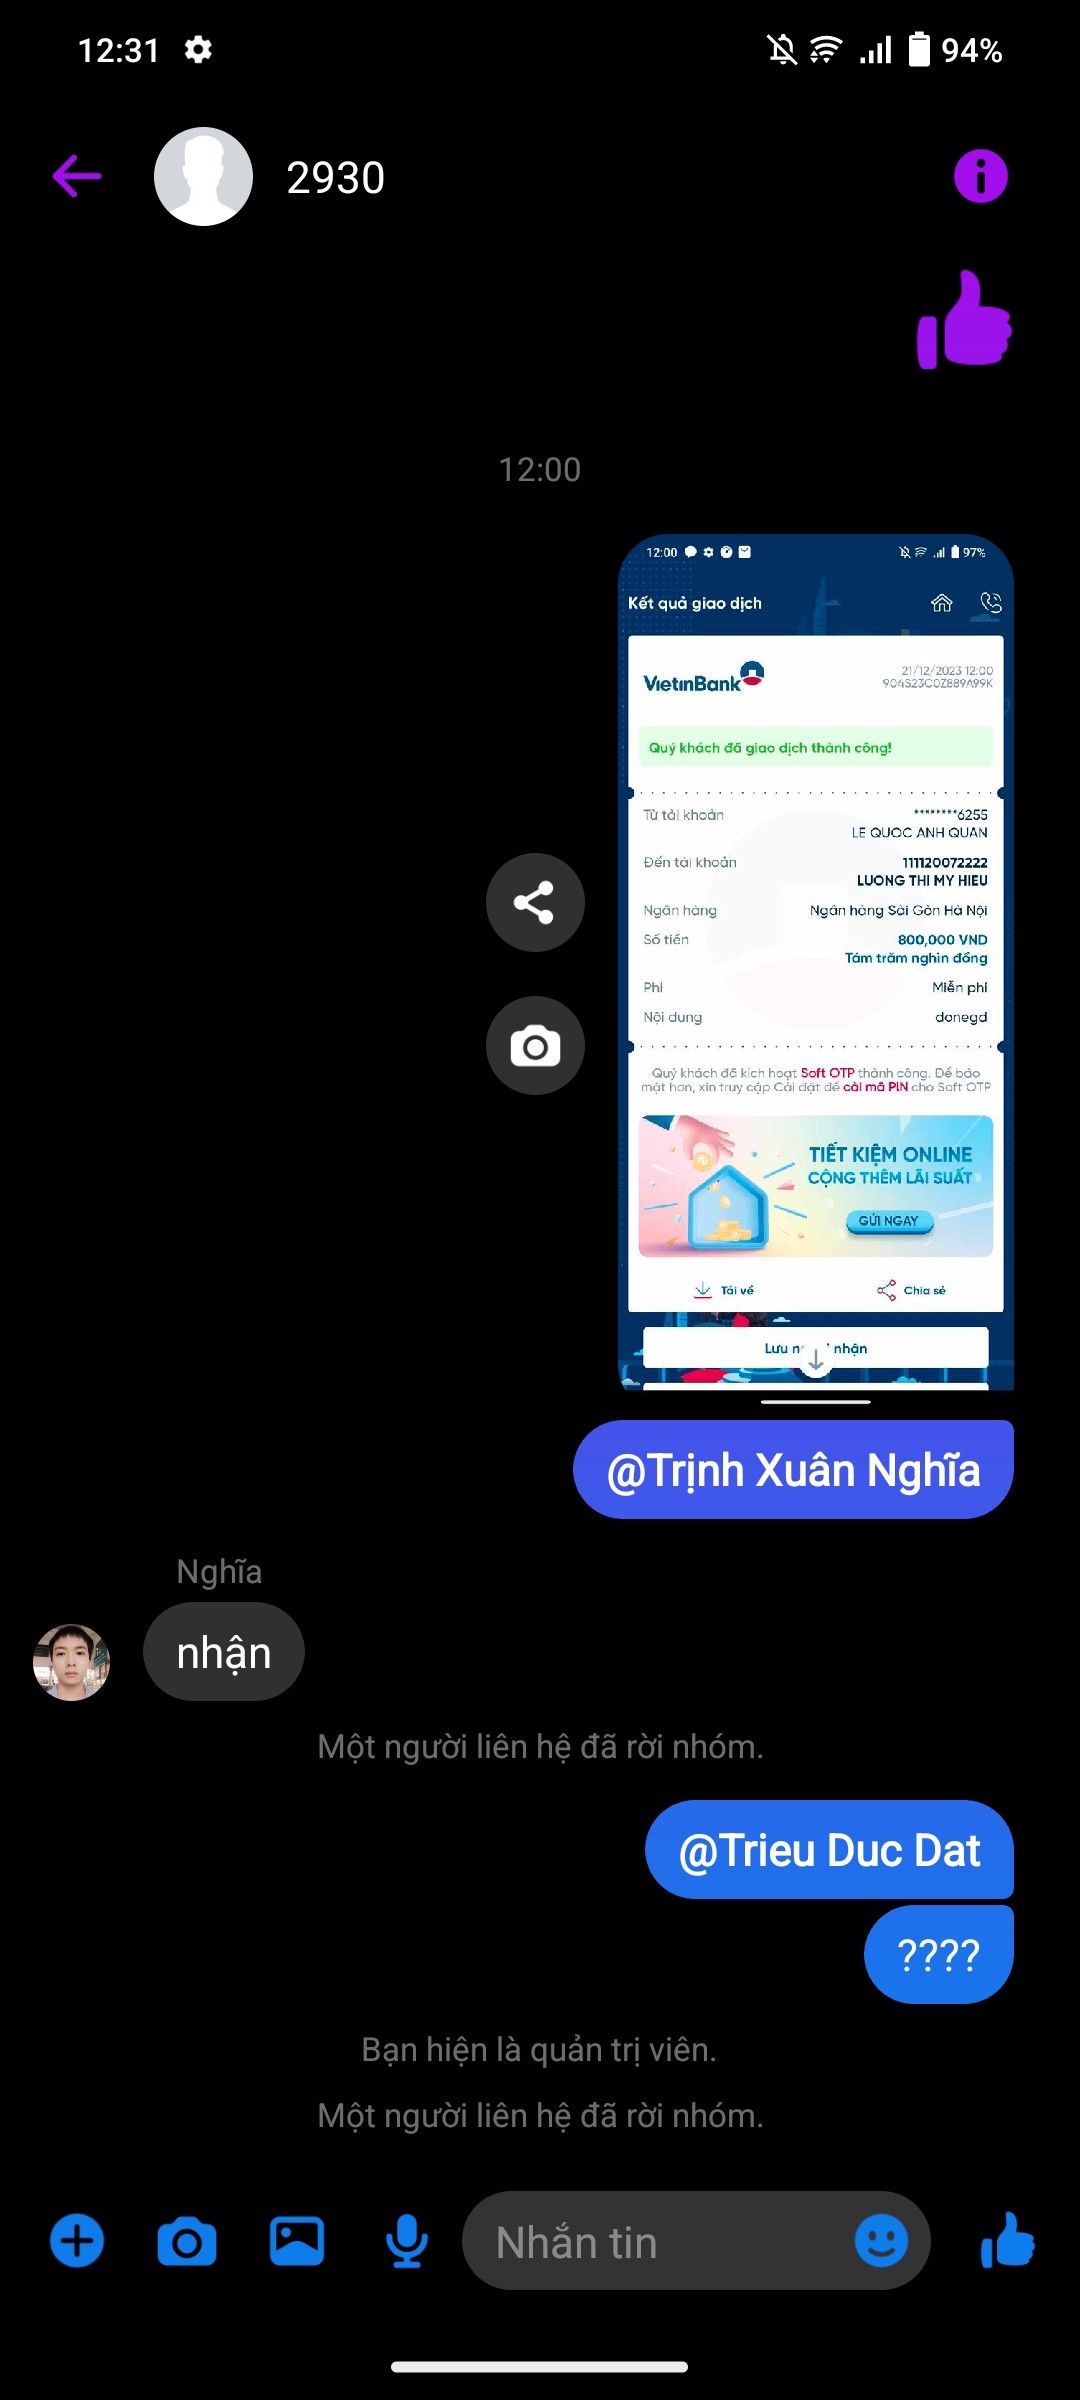 12:31
94%
2930
12:00
12:00
97%
Kết quả giao dịch
VietinBank
21/12/2023 12:00
904S23C0Z889A99K
Quý khách đã giao dịch thành công!
Từ tài khoản
********6255
LE QUOC ANH QUAN
Đến tài khoản
111120072222
LUONG THI MY HIEU
Ngân hàng
Ngân hàng Sài Gòn Hà Nội
Số tiền
800,000 VND
Tám trăm nghìn đồng
Phí
Miễn phí
Nội dung
donegd
Quý khách đã kích hoạt Soft OTP thành công. Để bảo
mật hơn, xin truy cập Cài đặt để cài mã PIN cho Soft OTP
TIẾT KIỆM ONLINE
CỘNG THÊM LÃI SUẤT
GỬI NGAY
Tải về
Chia sẻ
Lưu nhận
@Trịnh Xuân Nghĩa
Nghĩa
nhận
Một người liên hệ đã rời nhóm.
@Trieu Duc Dat
????
Bạn hiện là quản trị viên.
Một người liên hệ đã rời nhóm.
Nhắn tin